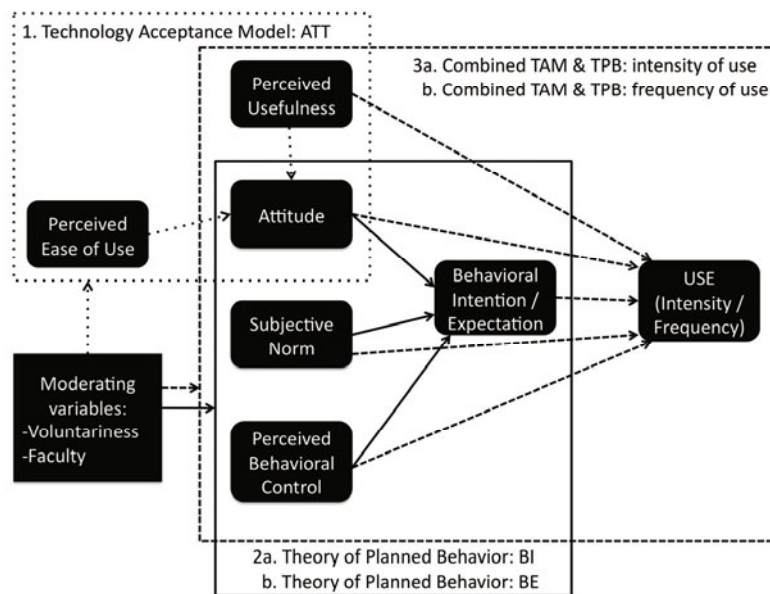 1. Technology Acceptance Model: ATT
3a. Combined TAM & TPB: intensity of use
b. Combined TAM & TPB: frequency of use
Perceived
Usefulness
Perceived
Ease of Use
Attitude
Behavioral
Intention /
Expectation
USE
(Intensity /
Frequency)
Subjective
Norm
Moderating
variables:
-Voluntariness
-Faculty
Perceived
Behavioral
Control
2a. Theory of Planned Behavior: BI
b. Theory of Planned Behavior: BE